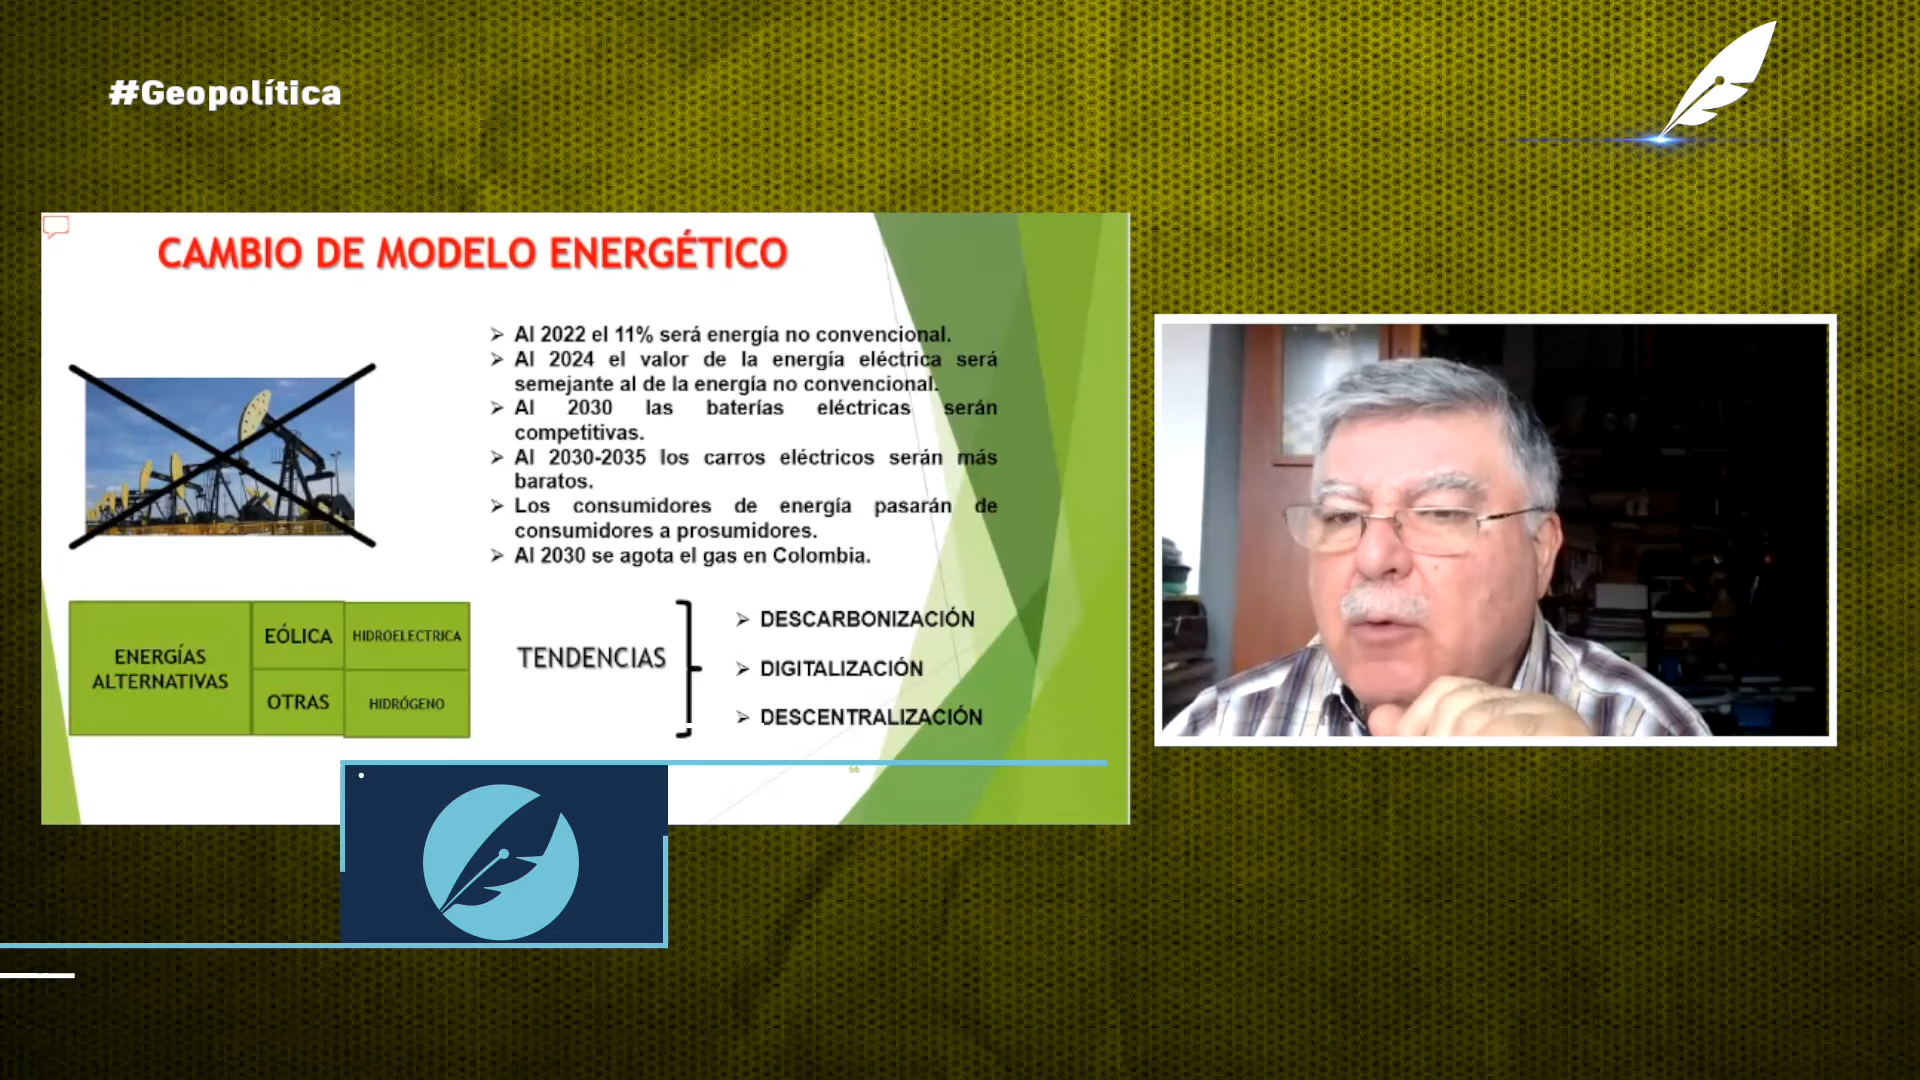 #Geopolítica
CAMBIO DE MODELO ENERGÉTICO
➢ Al 2022 el 11% será energía no convencional.
➢ Al 2024 el valor de la energía eléctrica será
semejante al de la energía no convencional.
➢ Al 2030 las baterías eléctricas serán
competitivas.
➢ Al 2030-2035 los carros eléctricos serán más
baratos.
➢ Los consumidores de energía pasarán de
consumidores a prosumidores.
➢ Al 2030 se agota el gas en Colombia.
ENERGÍAS
ALTERNATIVAS
EÓLICA
HIDROELECTRICA
OTRAS
HIDRÓGENO
TENDENCIAS
➢ DESCARBONIZACIÓN
➢ DIGITALIZACIÓN
➢ DESCENTRALIZACIÓN
66